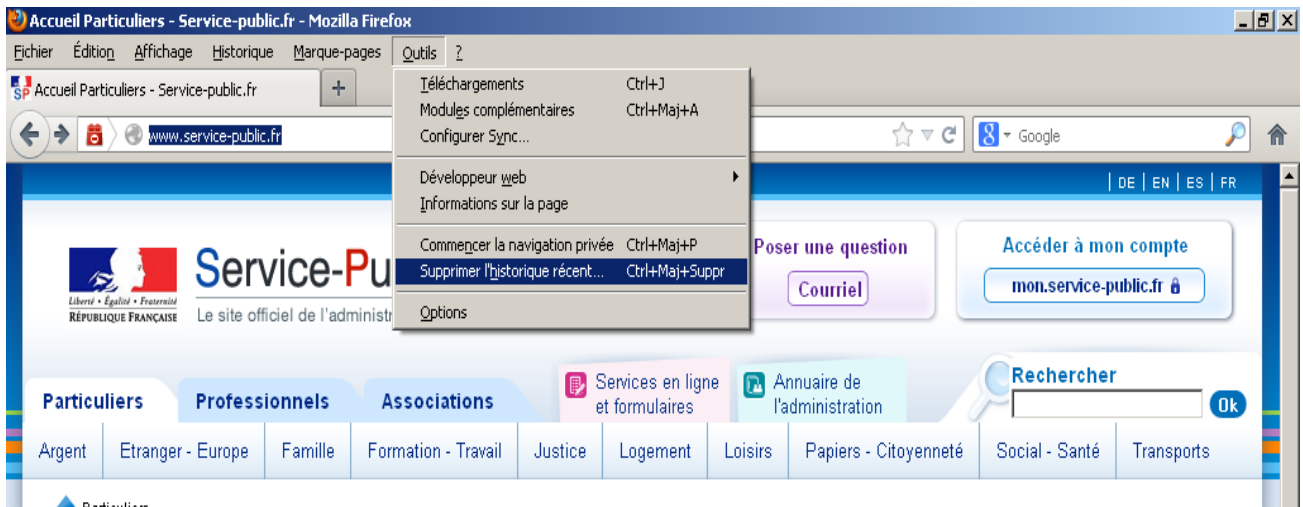 Accueil Particuliers - Service-public.fr - Mozilla Firefox
Fichier Édition Affichage Historique Marque-pages Outils ?
Accueil Particuliers - Service-public.fr +
www.service-public.fr
Google
Téléchargements Ctrl+J
Modules complémentaires Ctrl+Maj+A
Configurer Sync...
Développeur web
Informations sur la page
Commencer la navigation privée Ctrl+Maj+P
Supprimer l'historique récent... Ctrl+Maj+Suppr
Options
DE | EN | ES | FR
Liberté • Égalité • Fraternité
RÉPUBLIQUE FRANÇAISE
Service-Pu
Le site officiel de l'administr
Poser une question
Courriel
Accéder à mon compte
mon.service-public.fr
Particuliers Professionnels Associations
Services en ligne
et formulaires
Annuaire de
l'administration
Rechercher
Ok
Argent Etranger - Europe Famille Formation - Travail Justice Logement Loisirs Papiers - Citoyenneté Social - Santé Transports
Particuliers